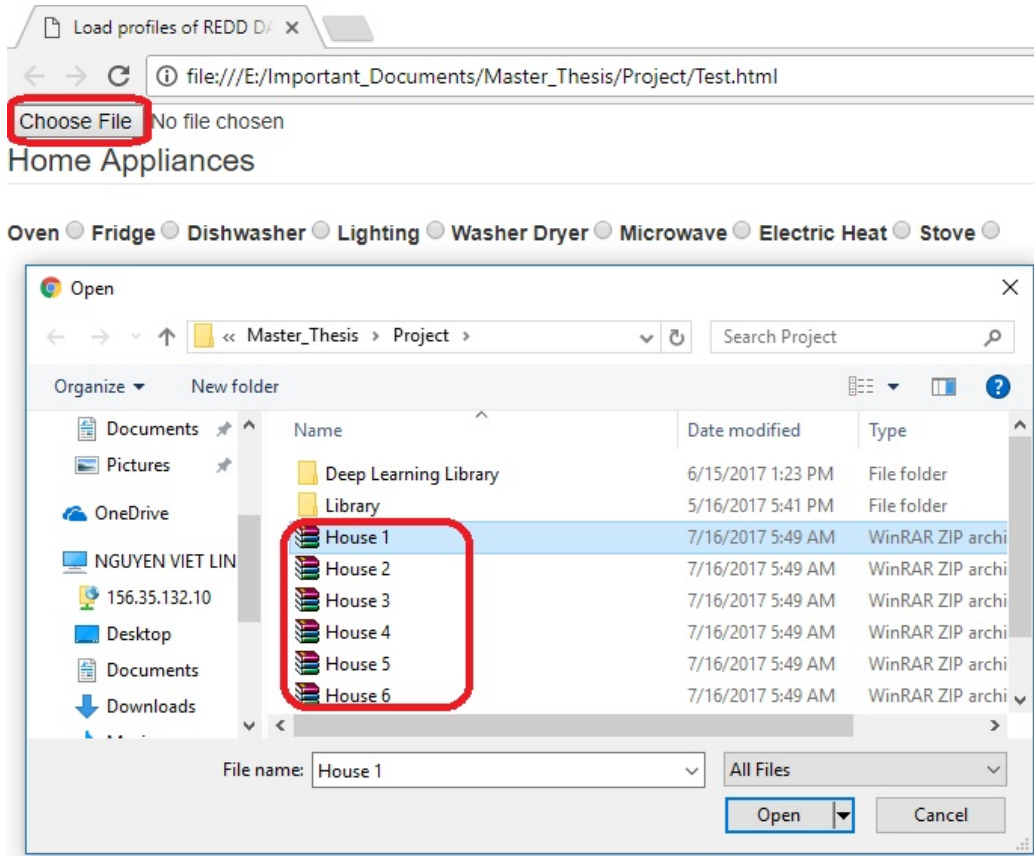 Load profiles of REDD DA
file:///E:/Important_Documents/Master_Thesis/Project/Test.html
Choose File No file chosen
Home Appliances
Oven Fridge Dishwasher Lighting Washer Dryer Microwave Electric Heat Stove
Open
« Master_Thesis > Project > Search Project
Organize New folder
Name Date modified Type
Documents
Pictures
OneDrive
NGUYEN VIET LIN
156.35.132.10
Desktop
Documents
Downloads
Deep Learning Library 6/15/2017 1:23 PM File folder
Library 5/16/2017 5:41 PM File folder
House 1 7/16/2017 5:49 AM WinRAR ZIP archi
House 2 7/16/2017 5:49 AM WinRAR ZIP archi
House 3 7/16/2017 5:49 AM WinRAR ZIP archi
House 4 7/16/2017 5:49 AM WinRAR ZIP archi
House 5 7/16/2017 5:49 AM WinRAR ZIP archi
House 6 7/16/2017 5:49 AM WinRAR ZIP archi
File name: House 1 All Files
Open Cancel